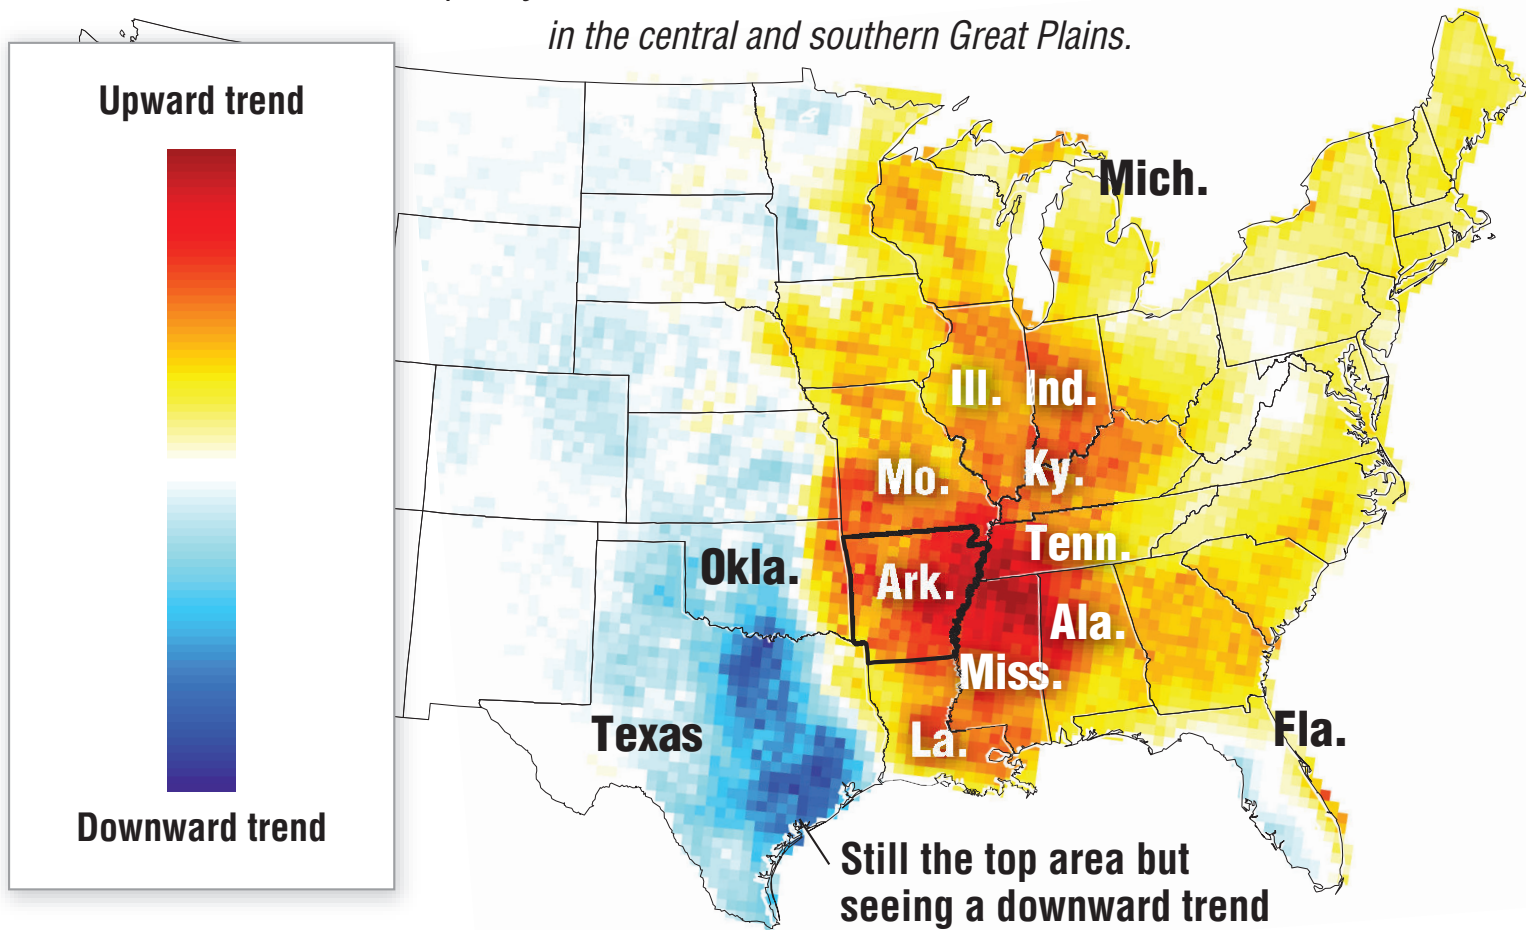 in the central and southern Great Plains.
Upward trend
Downward trend
Mich.
Ill.
Ind.
Mo.
Ky.
Okla.
Ark.
Tenn.
Ala.
Miss.
Texas
La.
Fla.
Still the top area but
seeing a downward trend